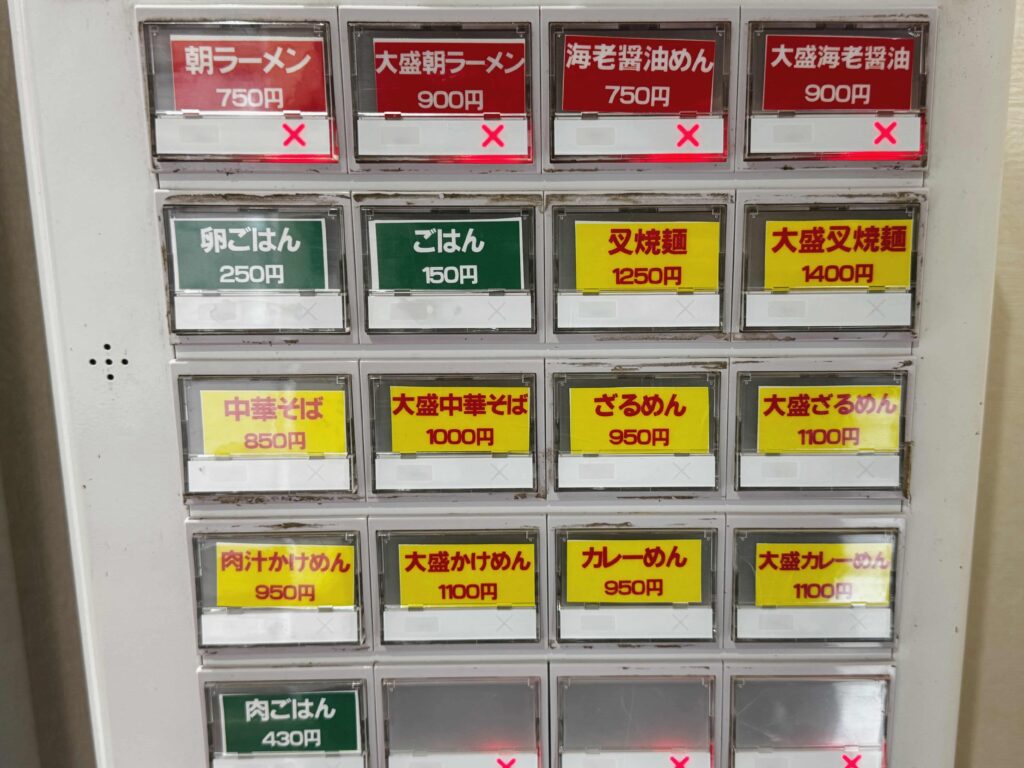 朝ラーメン
750円
大盛朝ラーメン
900円
海老醤油めん
750円
大盛海老醤油
900円
卵ごはん
250円
ごはん
150円
叉焼麺
1250円
大盛叉焼麺
1400円
中華そば
850円
大盛中華そば
1000円
ざるめん
950円
大盛ざるめん
1100円
肉汁かけめん
950円
大盛かけめん
1100円
カレーめん
950円
大盛カレーめん
1100円
肉ごはん
430円